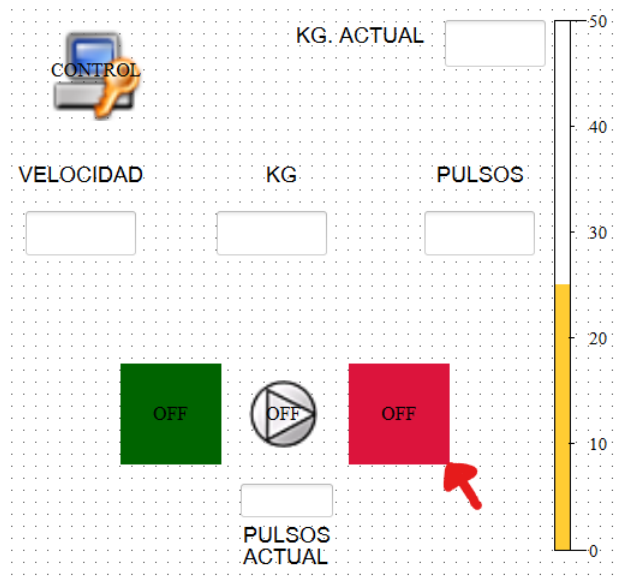 KG. ACTUAL
50
CONTROL
40
VELOCIDAD
KG
PULSOS
30
20
OFF
OFF
OFF
10
PULSOS
ACTUAL
0